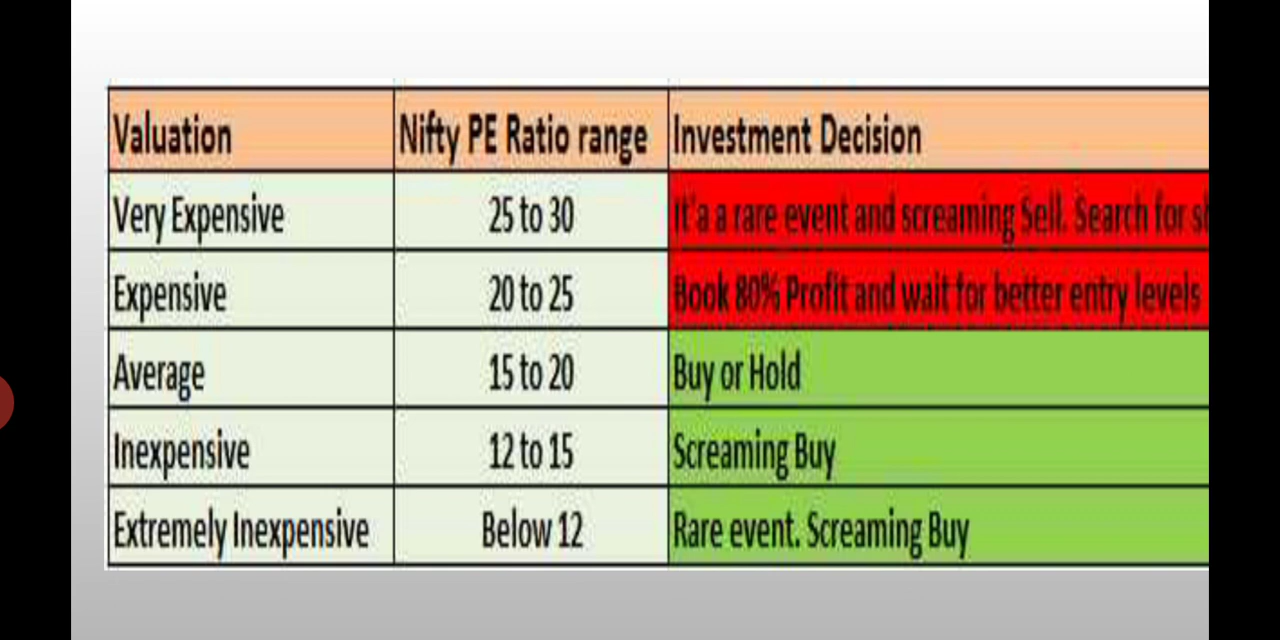 Valuation Nifty PE Ratio range Investment Decision
Very Expensive 25 to 30 It'a a rare event and screaming Sell. Search for
Expensive 20 to 25 Book 80% Profit and wait for better entry levels
Average 15 to 20 Buy or Hold
Inexpensive 12 to 15 Screaming Buy
Extremely Inexpensive Below 12 Rare event. Screaming Buy